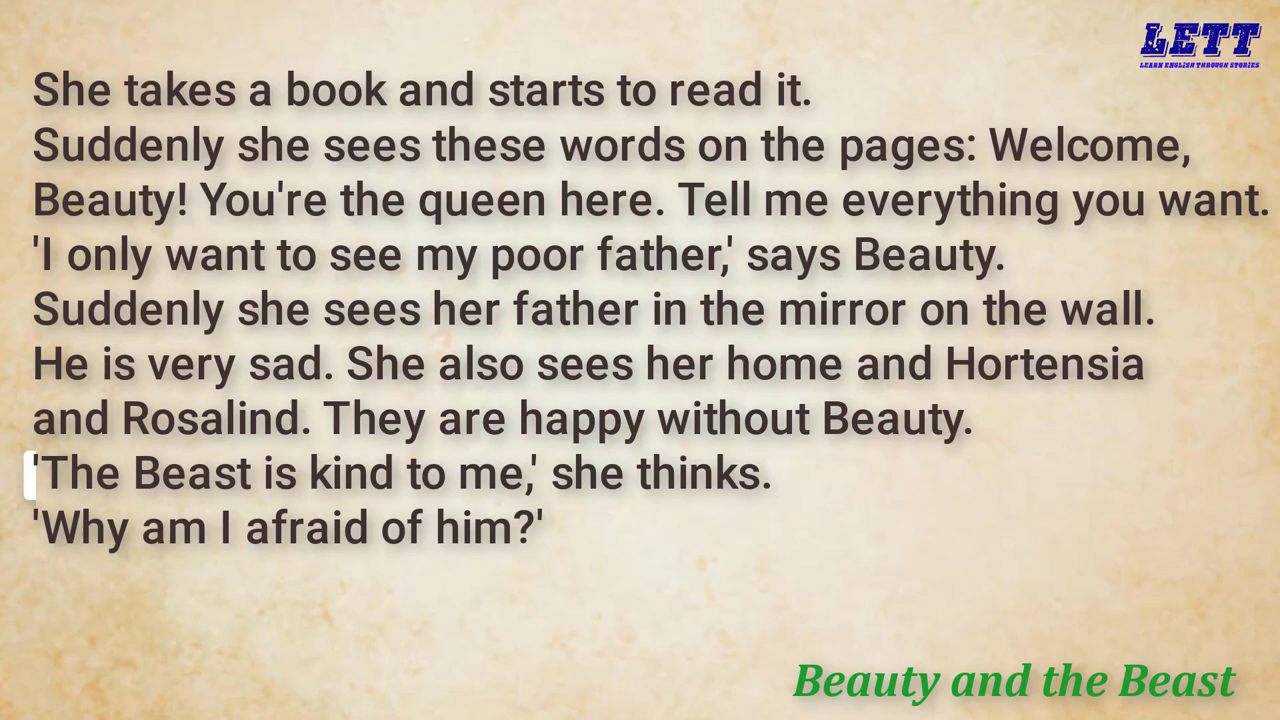 LETT
LEARN ENGLISH THROUGH STORIES
She takes a book and starts to read it.
Suddenly she sees these words on the pages: Welcome,
Beauty! You're the queen here. Tell me everything you want.
'I only want to see my poor father,' says Beauty.
Suddenly she sees her father in the mirror on the wall.
He is very sad. She also sees her home and Hortensia
and Rosalind. They are happy without Beauty.
'The Beast is kind to me,' she thinks.
'Why am I afraid of him?'
Beauty and the Beast